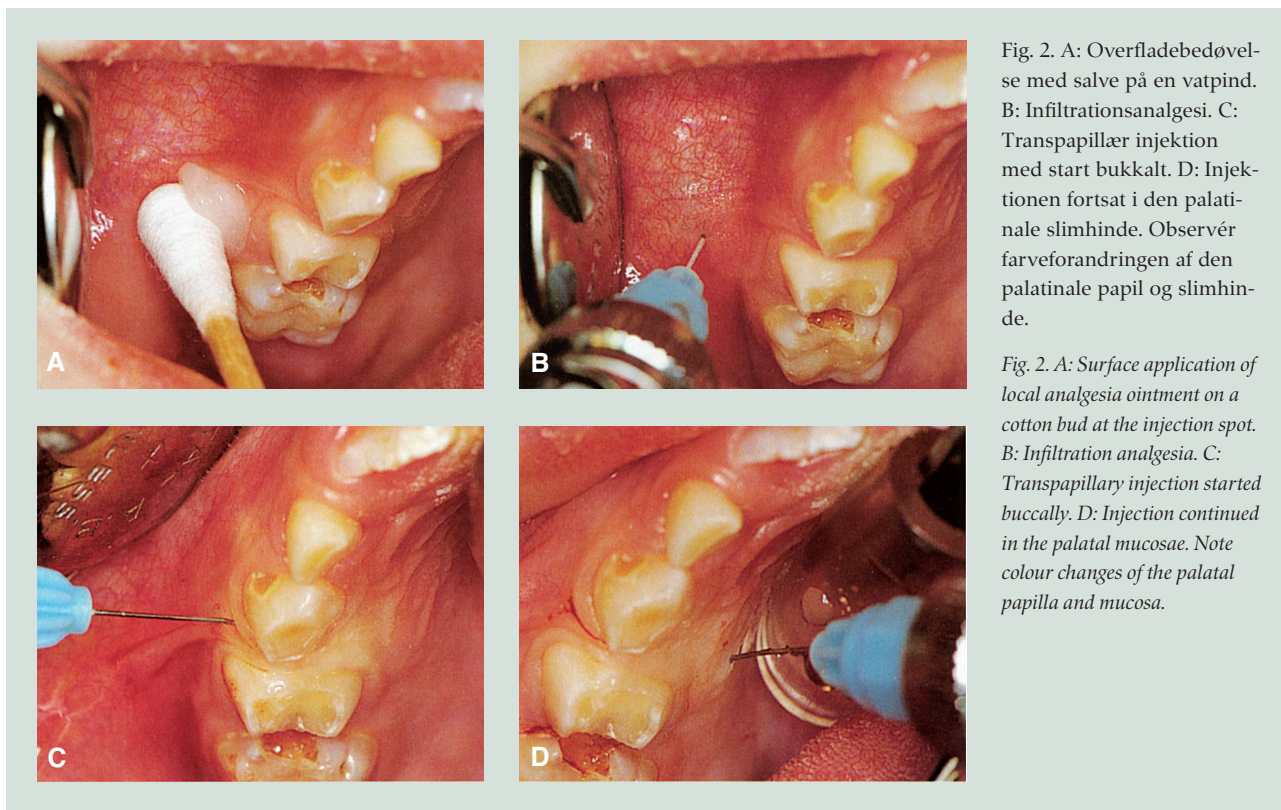 A
B
C
D
Fig. 2. A: Overfladebedøvel-
se med salve på en vatpind.
B: Infiltrationsanalgesi. C:
Transpapillær injektion
med start bukkalt. D: Injek-
tionen fortsat i den palati-
nale slimhinde. Observér
farveforandringen af den
palatinale papil og slimhin-
de.
Fig. 2. A: Surface application of
local analgesia ointment on a
cotton bud at the injection spot.
B: Infiltration analgesia. C:
Transpapillary injection started
buccally. D: Injection continued
in the palatal mucosae. Note
colour changes of the palatal
papilla and mucosa.